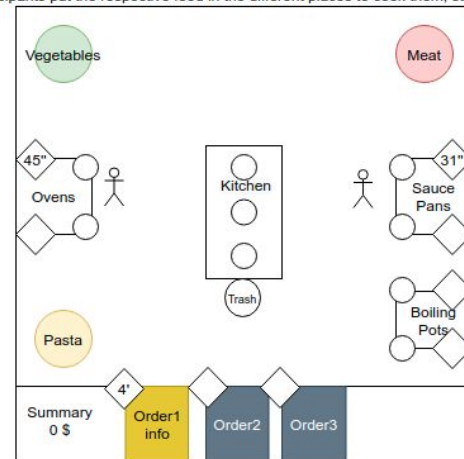 Vegetables
Meat
45"
31"
Ovens
Kitchen
Sauce
Pans
Trash
Boiling
Pots
Pasta
4'
Summary
0 $
Order1
info
Order2
Order3